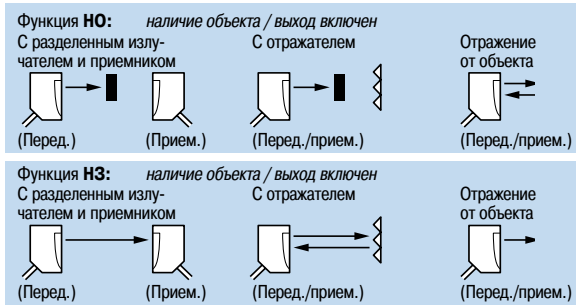 Функция НО: наличие объекта / выход включен
С разделенным излу-
чателем и приемником
С отражателем
Отражение
от объекта
(Перед.) (Прием.) (Перед./прием.) (Перед./прием.)
Функция НЗ: наличие объекта / выход включен
С разделенным излу-
чателем и приемником
С отражателем
Отражение
от объекта
(Перед.) (Прием.) (Перед./прием.) (Перед./прием.)